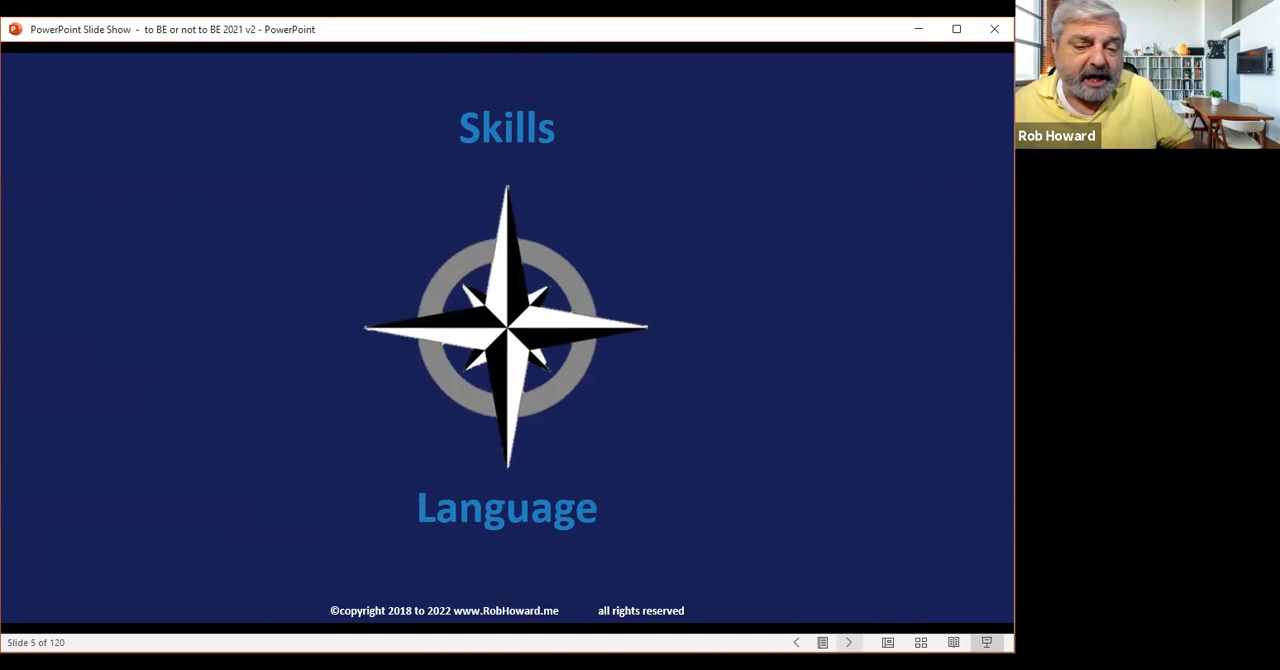 PowerPoint Slide Show - to BE or not to BE 2021 v2 - PowerPoint
Rob Howard
Skills
Language
©copyright 2018 to 2022 www.RobHoward.me all rights reserved
Slide 5 of 120